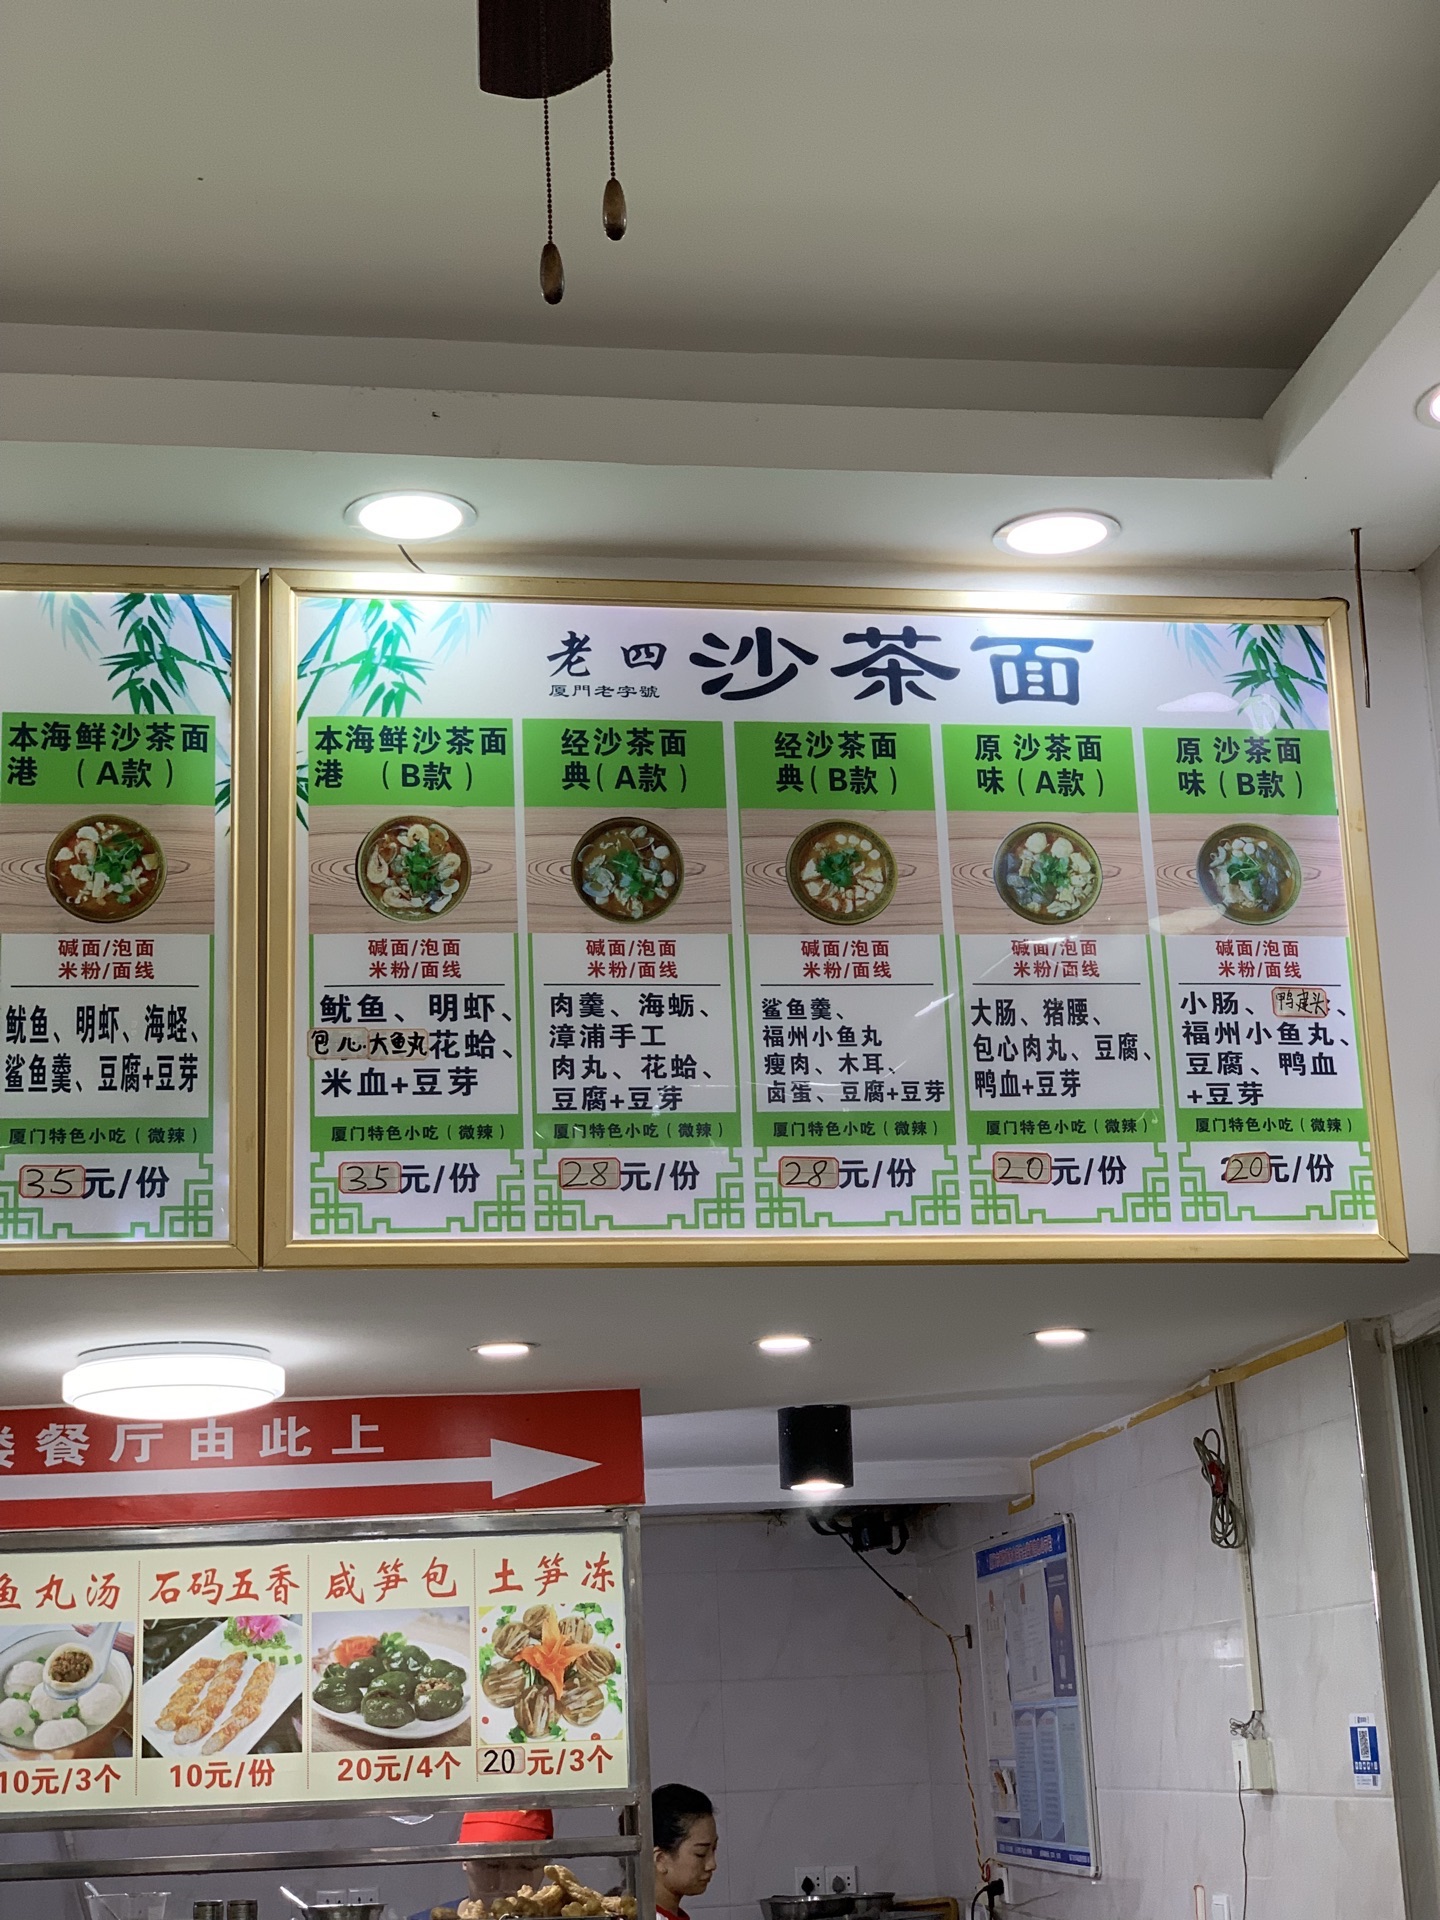 老四 沙茶面
厦門老字號
本港 海鲜沙茶面（A款）
碱面/泡面
米粉/面线
鱿鱼、明虾、海蛏、
鲨鱼羹、豆腐+豆芽
厦门特色小吃（微辣）
35元/份
本港 海鲜沙茶面（B款）
碱面/泡面
米粉/面线
鱿鱼、明虾、
包心大鱼丸花蛤、
米血+豆芽
厦门特色小吃（微辣）
35元/份
经典 沙茶面（A款）
碱面/泡面
米粉/面线
肉羹、海蛎、
漳浦手工
肉丸、花蛤、
豆腐+豆芽
厦门特色小吃（微辣）
28元/份
经典 沙茶面（B款）
碱面/泡面
米粉/面线
鲨鱼羹、
福州小鱼丸
瘦肉、木耳、
卤蛋、豆腐+豆芽
厦门特色小吃（微辣）
28元/份
原味 沙茶面（A款）
碱面/泡面
米粉/面线
大肠、猪腰、
包心肉丸、豆腐、
鸭血+豆芽
厦门特色小吃（微辣）
20元/份
原味 沙茶面（B款）
碱面/泡面
米粉/面线
小肠、鸭建头、
福州小鱼丸、
豆腐、鸭血
+豆芽
厦门特色小吃（微辣）
20元/份
楼餐厅由此上
鱼丸汤
10元/3个
石码五香
10元/份
咸笋包
20元/4个
土笋冻
20元/3个